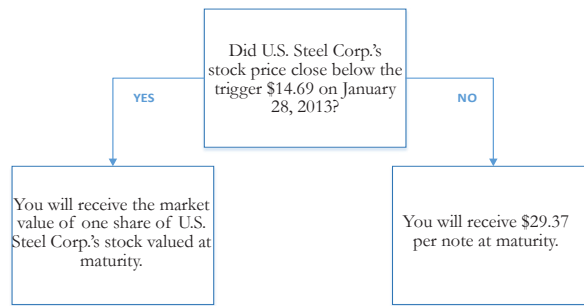 Did U.S. Steel Corp.'s
stock price close below the
trigger $14.69 on January
28, 2013?
YES
NO
You will receive the market
value of one share of U.S.
Steel Corp.'s stock valued at
maturity.
You will receive $29.37
per note at maturity.